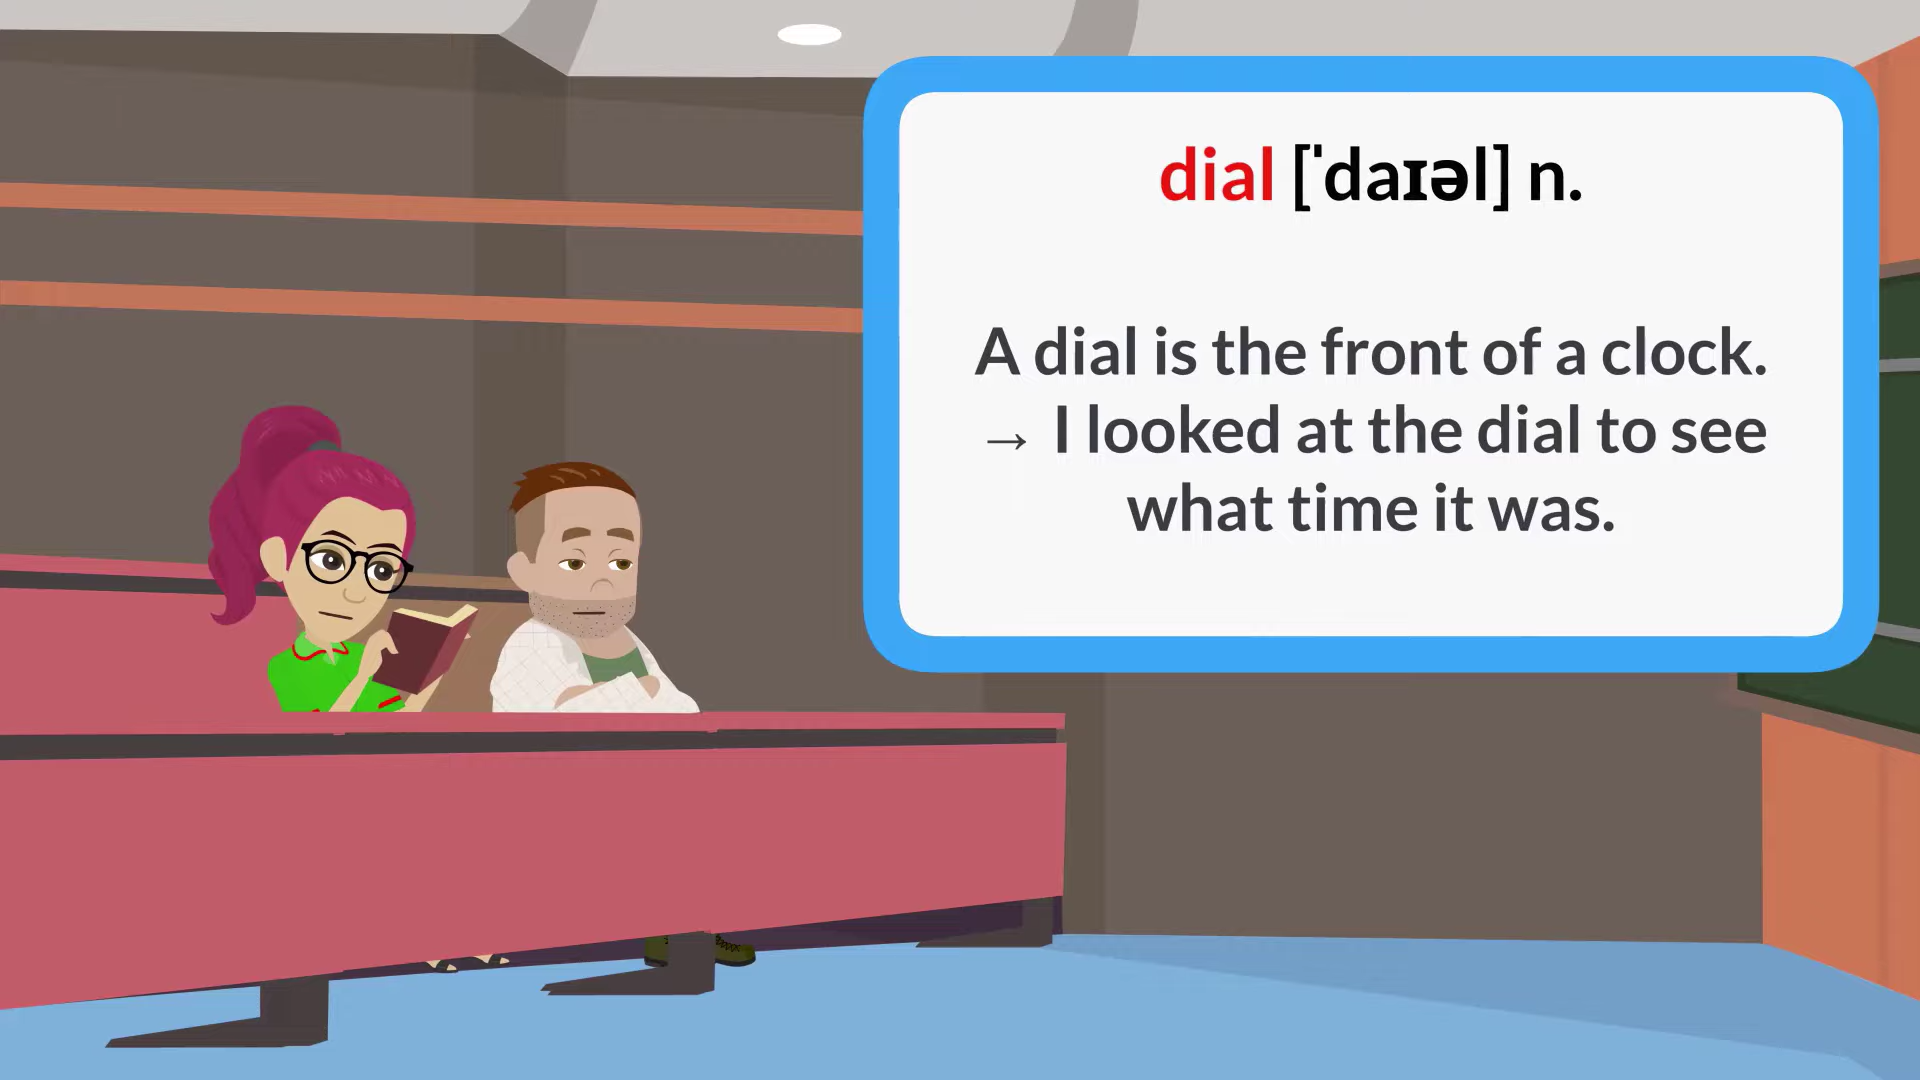 dial [ˈdaɪəl] n.
A dial is the front of a clock.
→ I looked at the dial to see
what time it was.